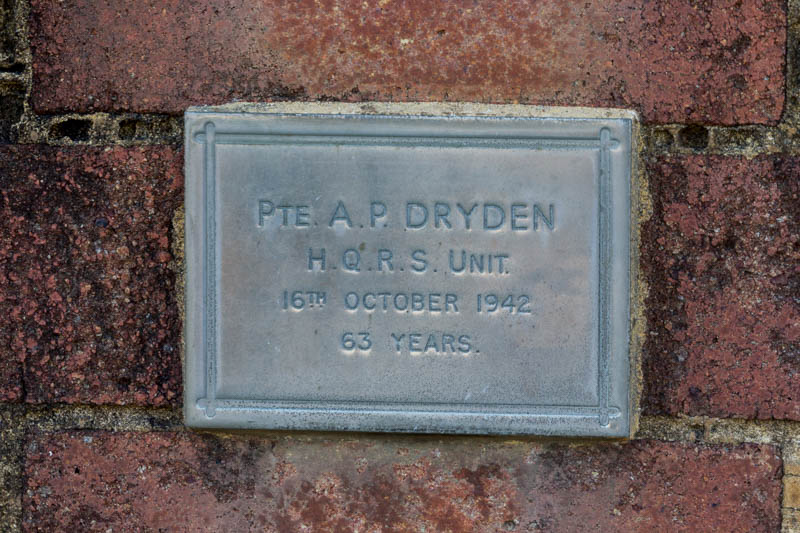 PTE. A. P. DRYDEN
H.Q.R.S. UNIT.
16TH OCTOBER 1942
63 YEARS.